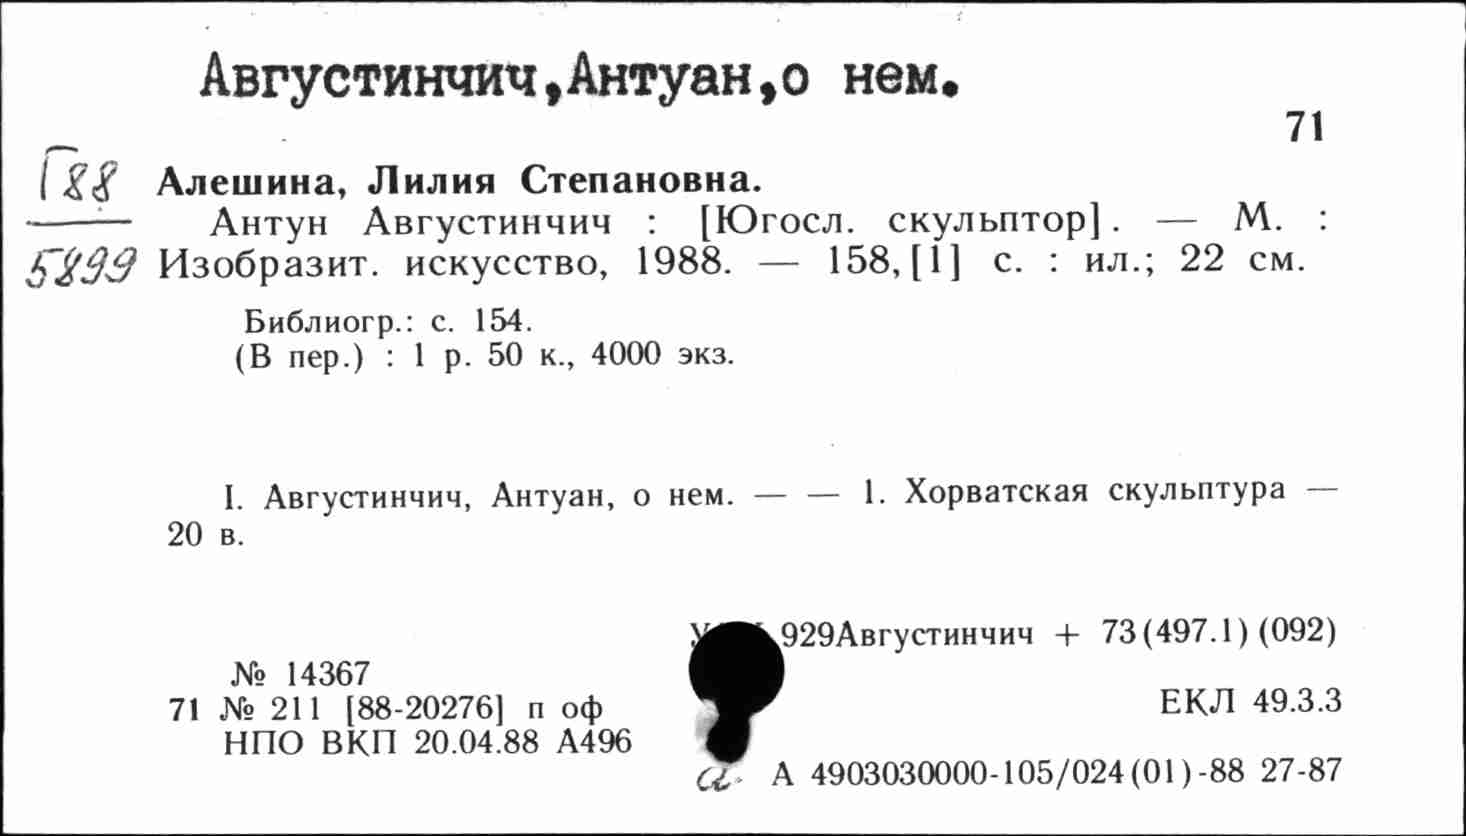 Августинчич,Антуан,о нем.
71
Г88
5899
Алешина, Лилия Степановна.
Антун Августинчич : [Югосл. скульптор]. — М. :
Изобразит. искусство, 1988. — 158,[1] с. : ил.; 22 см.
Библиогр.: с. 154.
(В пер.) : 1 р. 50 к., 4000 экз.
I. Августинчич, Антуан, о нем. — — 1. Хорватская скульптура —
20 в.
929Августинчич + 73(497.1)(092)
№ 14367
71 № 211 [88-20276] п оф
ЕКЛ 49.3.3
НПО ВКП 20.04.88 А496
а А 4903030000-105/024(01)-88 27-87